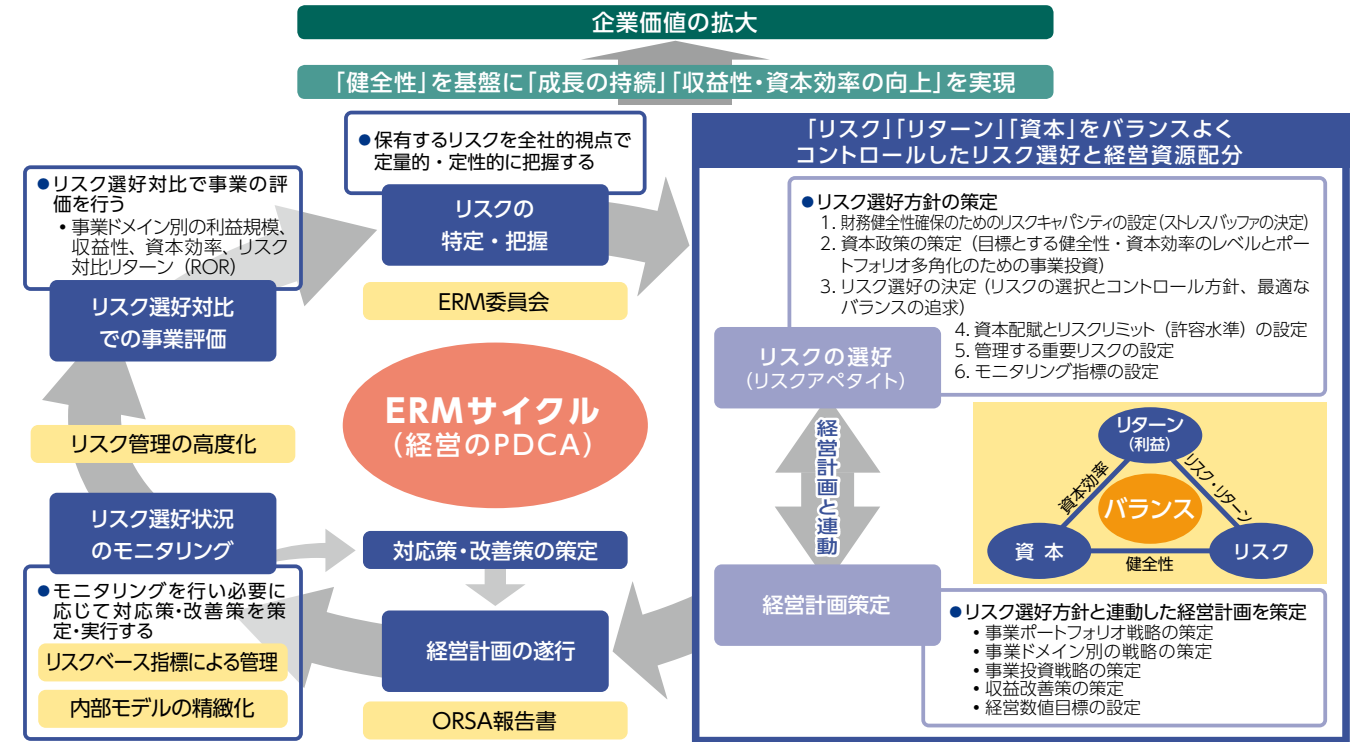 企業価値の拡大
「健全性」を基盤に「成長の持続」「収益性・資本効率の向上」を実現
●保有するリスクを全社的視点で
定量的・定性的に把握する
リスクの
特定・把握
ERM委員会
●リスク選好対比で事業の評
価を行う
•事業ドメイン別の利益規模、
収益性、資本効率、リスク
対比リターン（ROR）
リスク選好対比
での事業評価
リスク管理の高度化
リスク選好状況
のモニタリング
●モニタリングを行い必要に
応じて対応策・改善策を策
定・実行する
リスクベース指標による管理
内部モデルの精緻化
ERMサイクル
（経営のPDCA）
対応策・改善策の策定
経営計画の遂行
ORSA報告書
「リスク」「リターン」「資本」をバランスよく
コントロールしたリスク選好と経営資源配分
●リスク選好方針の策定
1. 財務健全性確保のためのリスクキャパシティの設定（ストレスバッファの決定）
2. 資本政策の策定（目標とする健全性・資本効率のレベルとポー
トフォリオ多角化のための事業投資）
3. リスク選好の決定（リスクの選択とコントロール方針、最適な
バランスの追求）
4. 資本配賦とリスクリミット（許容水準）の設定
5. 管理する重要リスクの設定
6. モニタリング指標の設定
リスクの選好
（リスクアペタイト）
経営計画と連動
リターン
（利益）
資本効率
リスク・リターン
バランス
資 本
健全性
リスク
経営計画策定
●リスク選好方針と連動した経営計画を策定
•事業ポートフォリオ戦略の策定
•事業ドメイン別の戦略の策定
•事業投資戦略の策定
•収益改善策の策定
•経営数値目標の設定